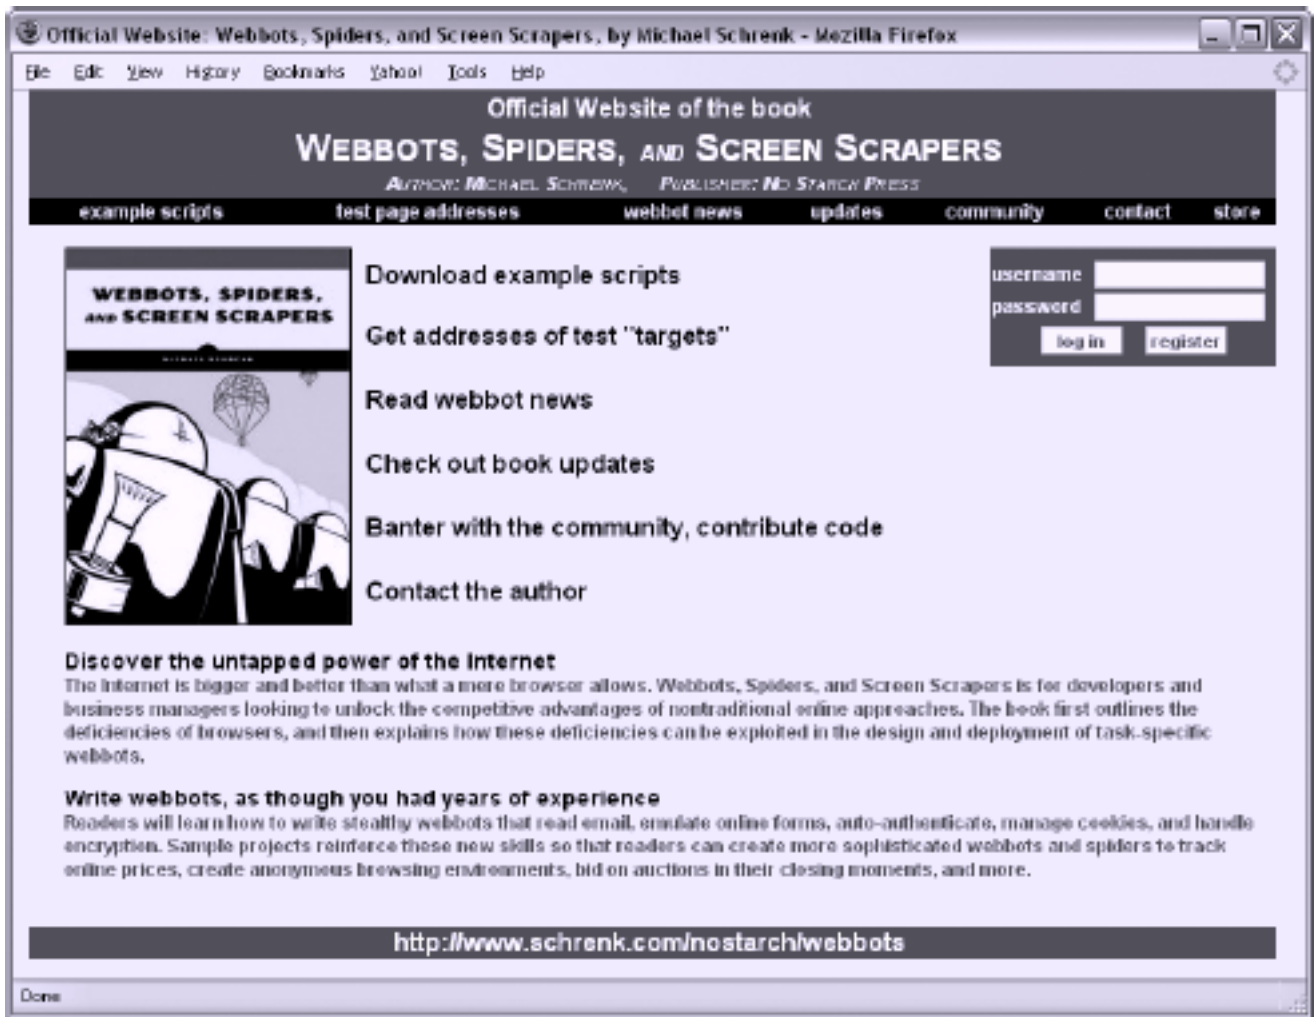 Official Website: Webbots, Spiders, and Screen Scrapers, by Michael Schrenk - Mozilla Firefox
File Edit View History Bookmarks Yahoo! Tools Help
Official Website of the book
WEBBOTS, SPIDERS, AND SCREEN SCRAPERS
AUTHOR: MICHAEL SCHRENK, PUBLISHER: NO STARCH PRESS
example scripts test page addresses webbot news updates community contact store
WEBBOTS, SPIDERS,
AND SCREEN SCRAPERS
MICHAEL SCHRENK
Download example scripts
Get addresses of test "targets"
Read webbot news
Check out book updates
Banter with the community, contribute code
Contact the author
username
password
log in register
Discover the untapped power of the Internet
The Internet is bigger and better than what a mere browser allows. Webbots, Spiders, and Screen Scrapers is for developers and
business managers looking to unlock the competitive advantages of nontraditional online approaches. The book first outlines the
deficiencies of browsers, and then explains how these deficiencies can be exploited in the design and deployment of task-specific
webbots.
Write webbots, as though you had years of experience
Readers will learn how to write stealthy webbots that read email, emulate online forms, auto-authenticate, manage cookies, and handle
encryption. Sample projects reinforce these new skills so that readers can create more sophisticated webbots and spiders to track
online prices, create anonymous browsing environments, bid on auctions in their closing moments, and more.
http://www.schrenk.com/nostarch/webbots
Done